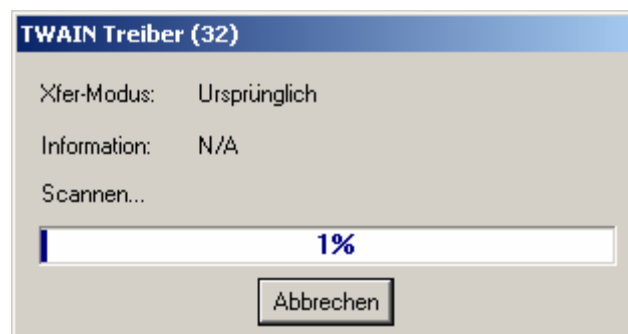 TWAIN Treiber (32)
Xfer-Modus: Ursprünglich
Information: N/A
Scannen...
1%
Abbrechen